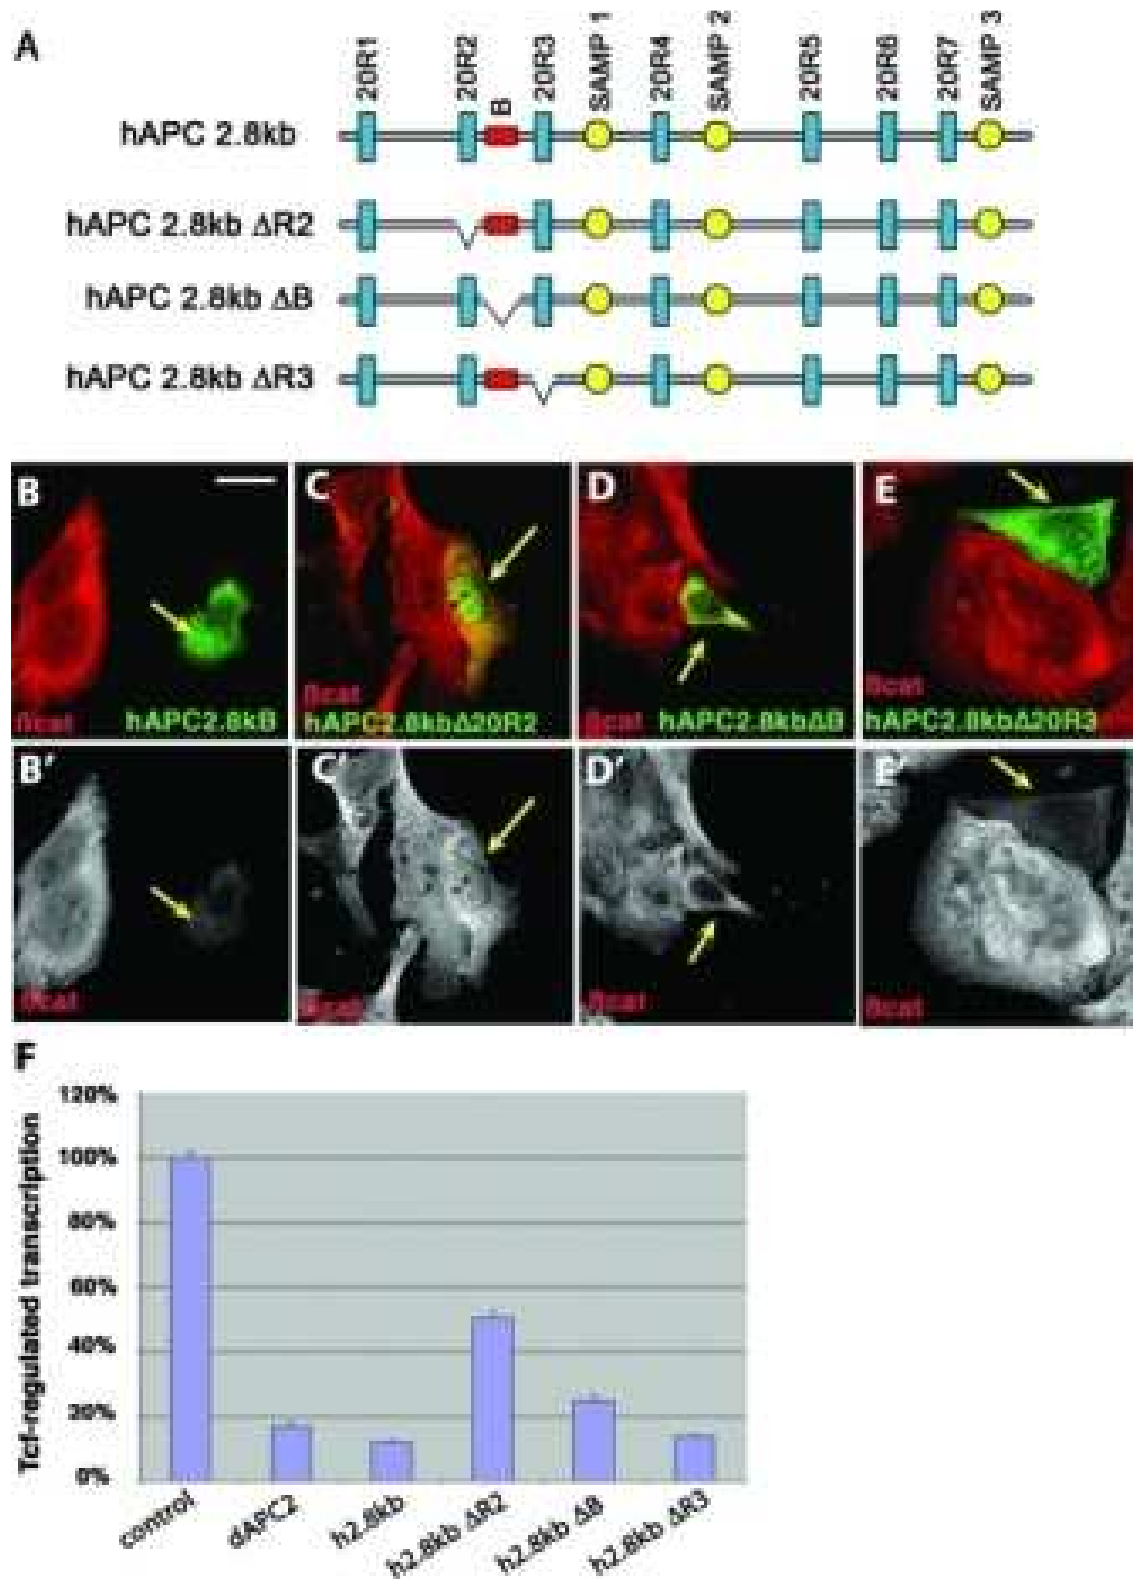 A
20R1
20R2
B
20R3
SAMP 1
20R4
SAMP 2
20R5
20R6
20R7
SAMP 3
hAPC 2.8kb
hAPC 2.8kb ΔR2
hAPC 2.8kb ΔB
hAPC 2.8kb ΔR3
B
ßcat
hAPC2.8kB
C
ßcat
hAPC2.8kbΔ20R2
D
ßcat
hAPC2.8kbΔB
E
ßcat
hAPC2.8kbΔ20R3
B'
ßcat
C'
ßcat
D'
ßcat
E'
ßcat
F
Tcf-regulated transcription
120%
100%
80%
60%
40%
20%
0%
control
dAPC2
h2.8kb
h2.8kb ΔR2
h2.8kb ΔB
h2.8kb ΔR3